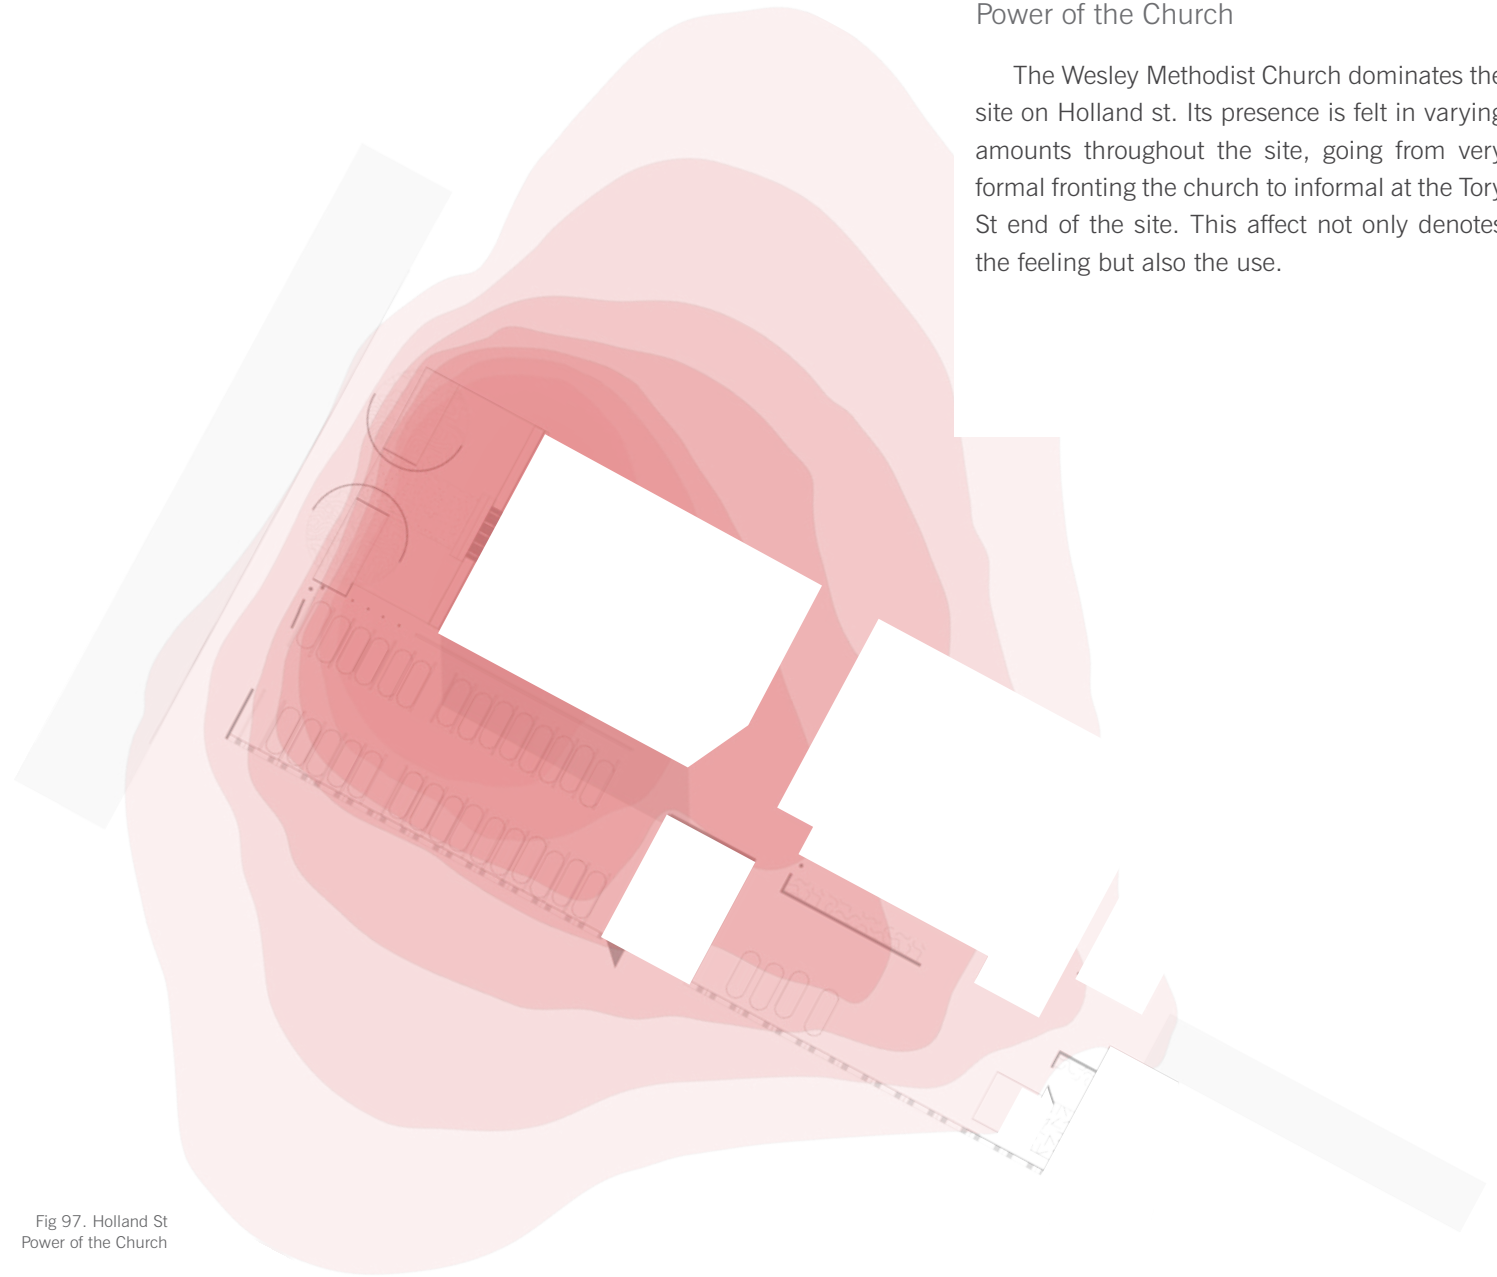 Power of the Church
The Wesley Methodist Church dominates the
site on Holland st. Its presence is felt in varying
amounts throughout the site, going from very
formal fronting the church to informal at the Tory
St end of the site. This affect not only denotes
the feeling but also the use.
Fig 97. Holland St
Power of the Church